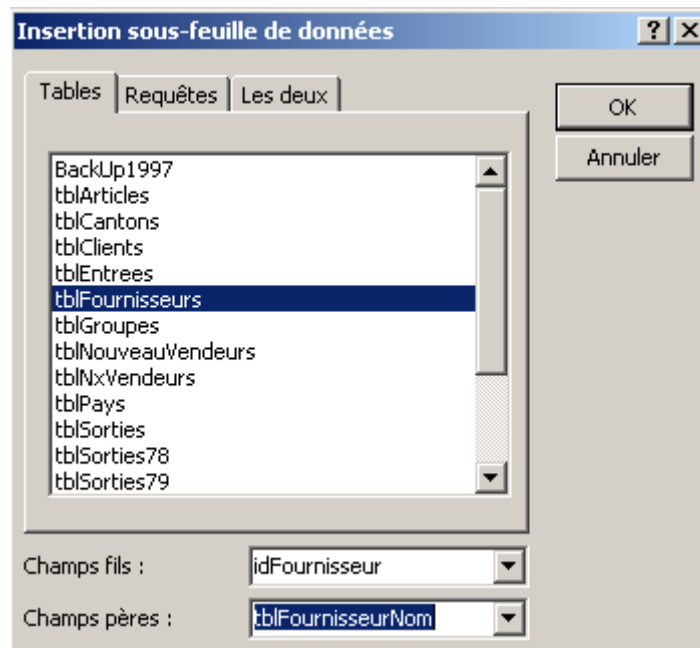 Insertion sous-feuille de données
Tables Requêtes Les deux
OK
Annuler
BackUp1997
tblArticles
tblCantons
tblClients
tblEntrees
tblFournisseurs
tblGroupes
tblNouveauVendeurs
tblNxVendeurs
tblPays
tblSorties
tblSorties78
tblSorties79
Champs fils : idFournisseur
Champs pères : tblFournisseurNom